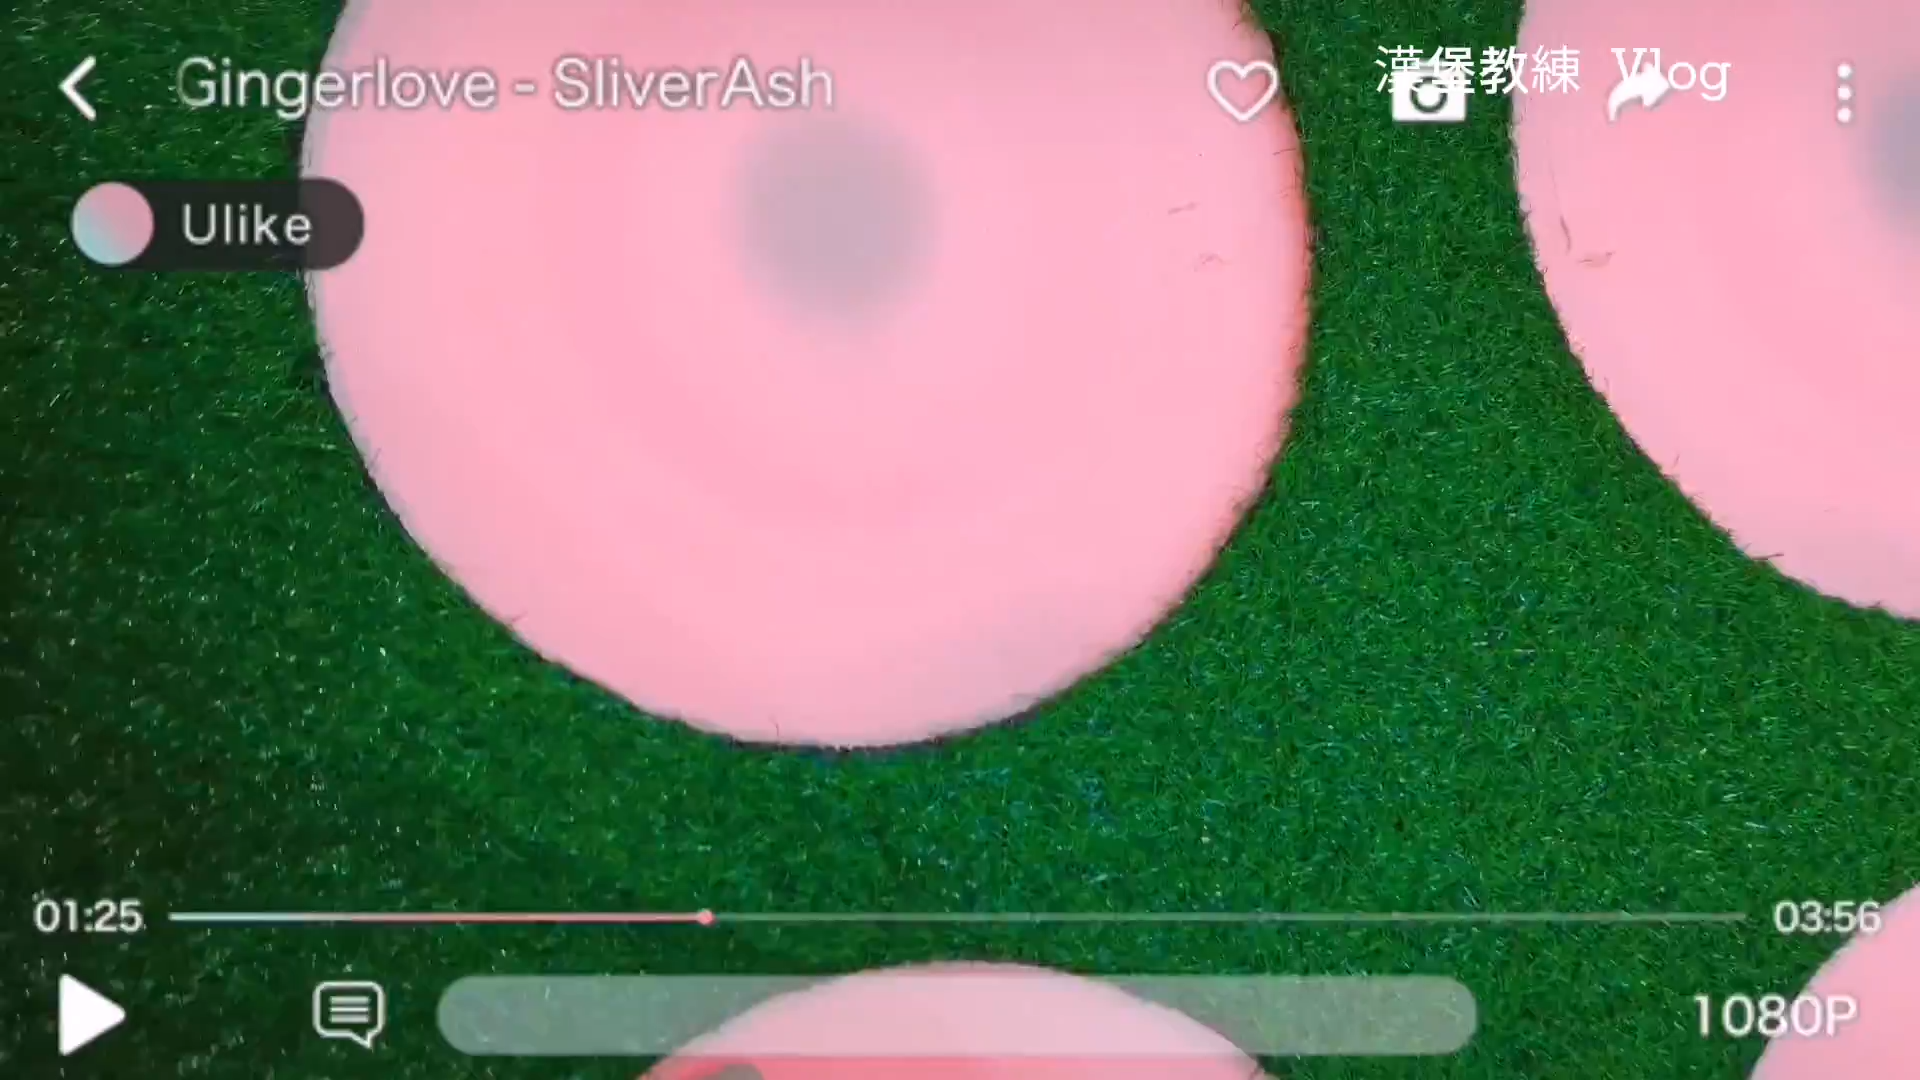 漢堡教練 Vlog
Gingerlove - SliverAsh
Ulike
01:25
03:56
1080P